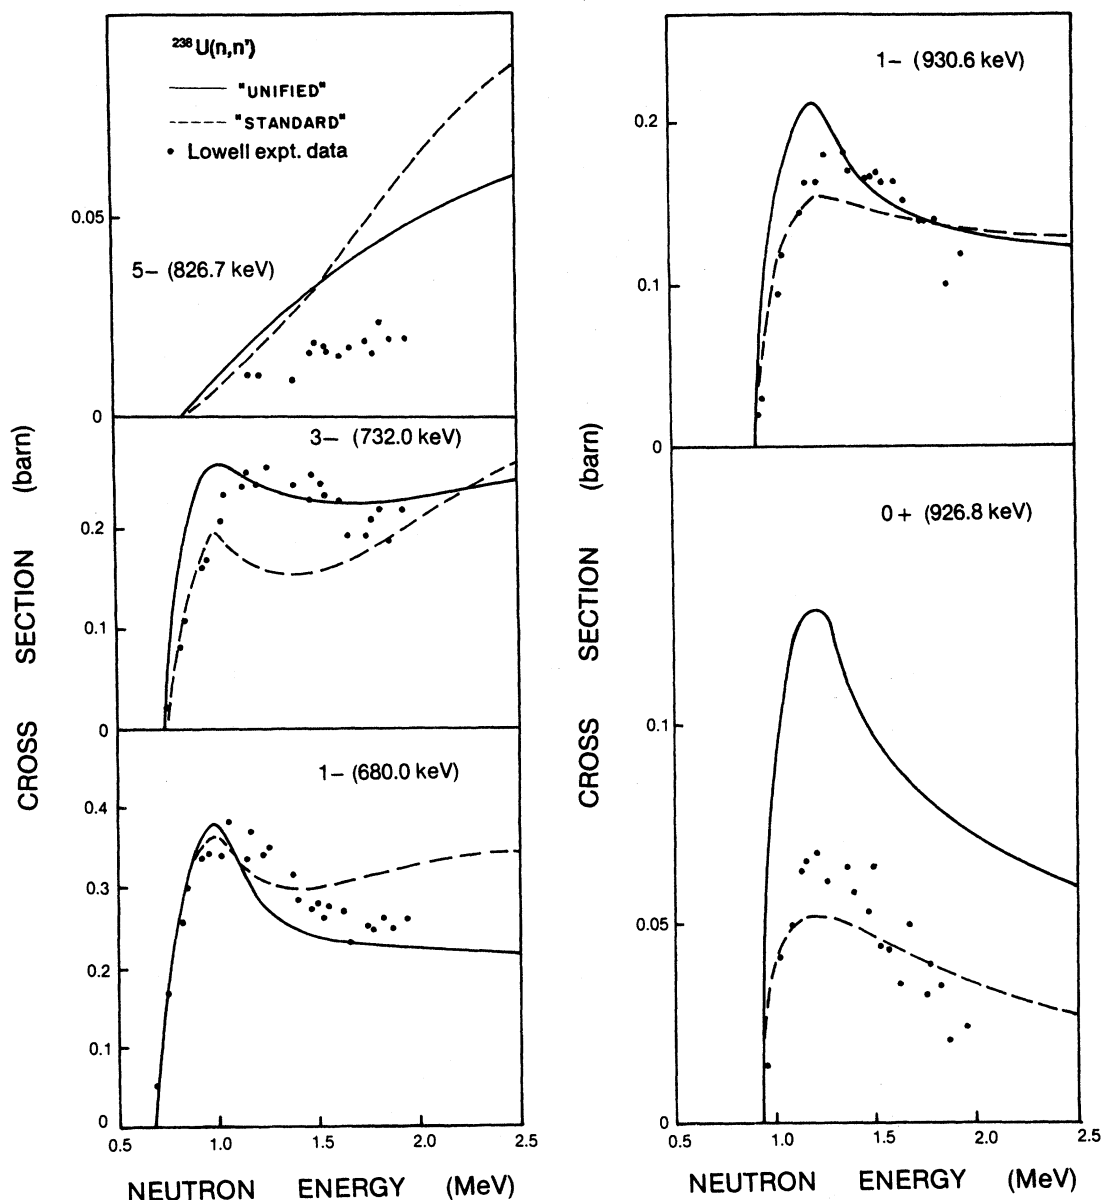 ²³⁸U(n,n')
"UNIFIED"
"STANDARD"
Lowell expt. data
0.05
5– (826.7 keV)
0
3– (732.0 keV)
0.2
0.1
0
1– (680.0 keV)
0.4
0.3
0.2
0.1
0
0.5 1.0 1.5 2.0 2.5
NEUTRON ENERGY (MeV)
CROSS SECTION (barn)
1– (930.6 keV)
0.2
0.1
0
0+ (926.8 keV)
0.1
0.05
0
0.5 1.0 1.5 2.0 2.5
NEUTRON ENERGY (MeV)
CROSS SECTION (barn)